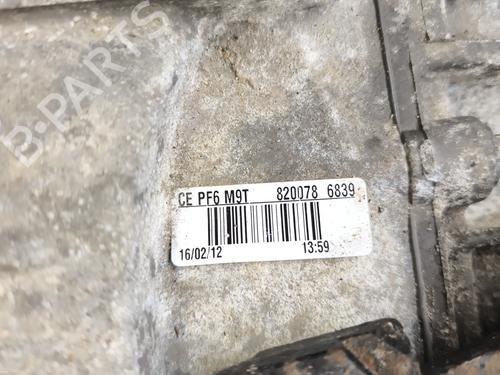 B-PARTS
CE PF6 M9T 820078 6839
16/02/12 13:59